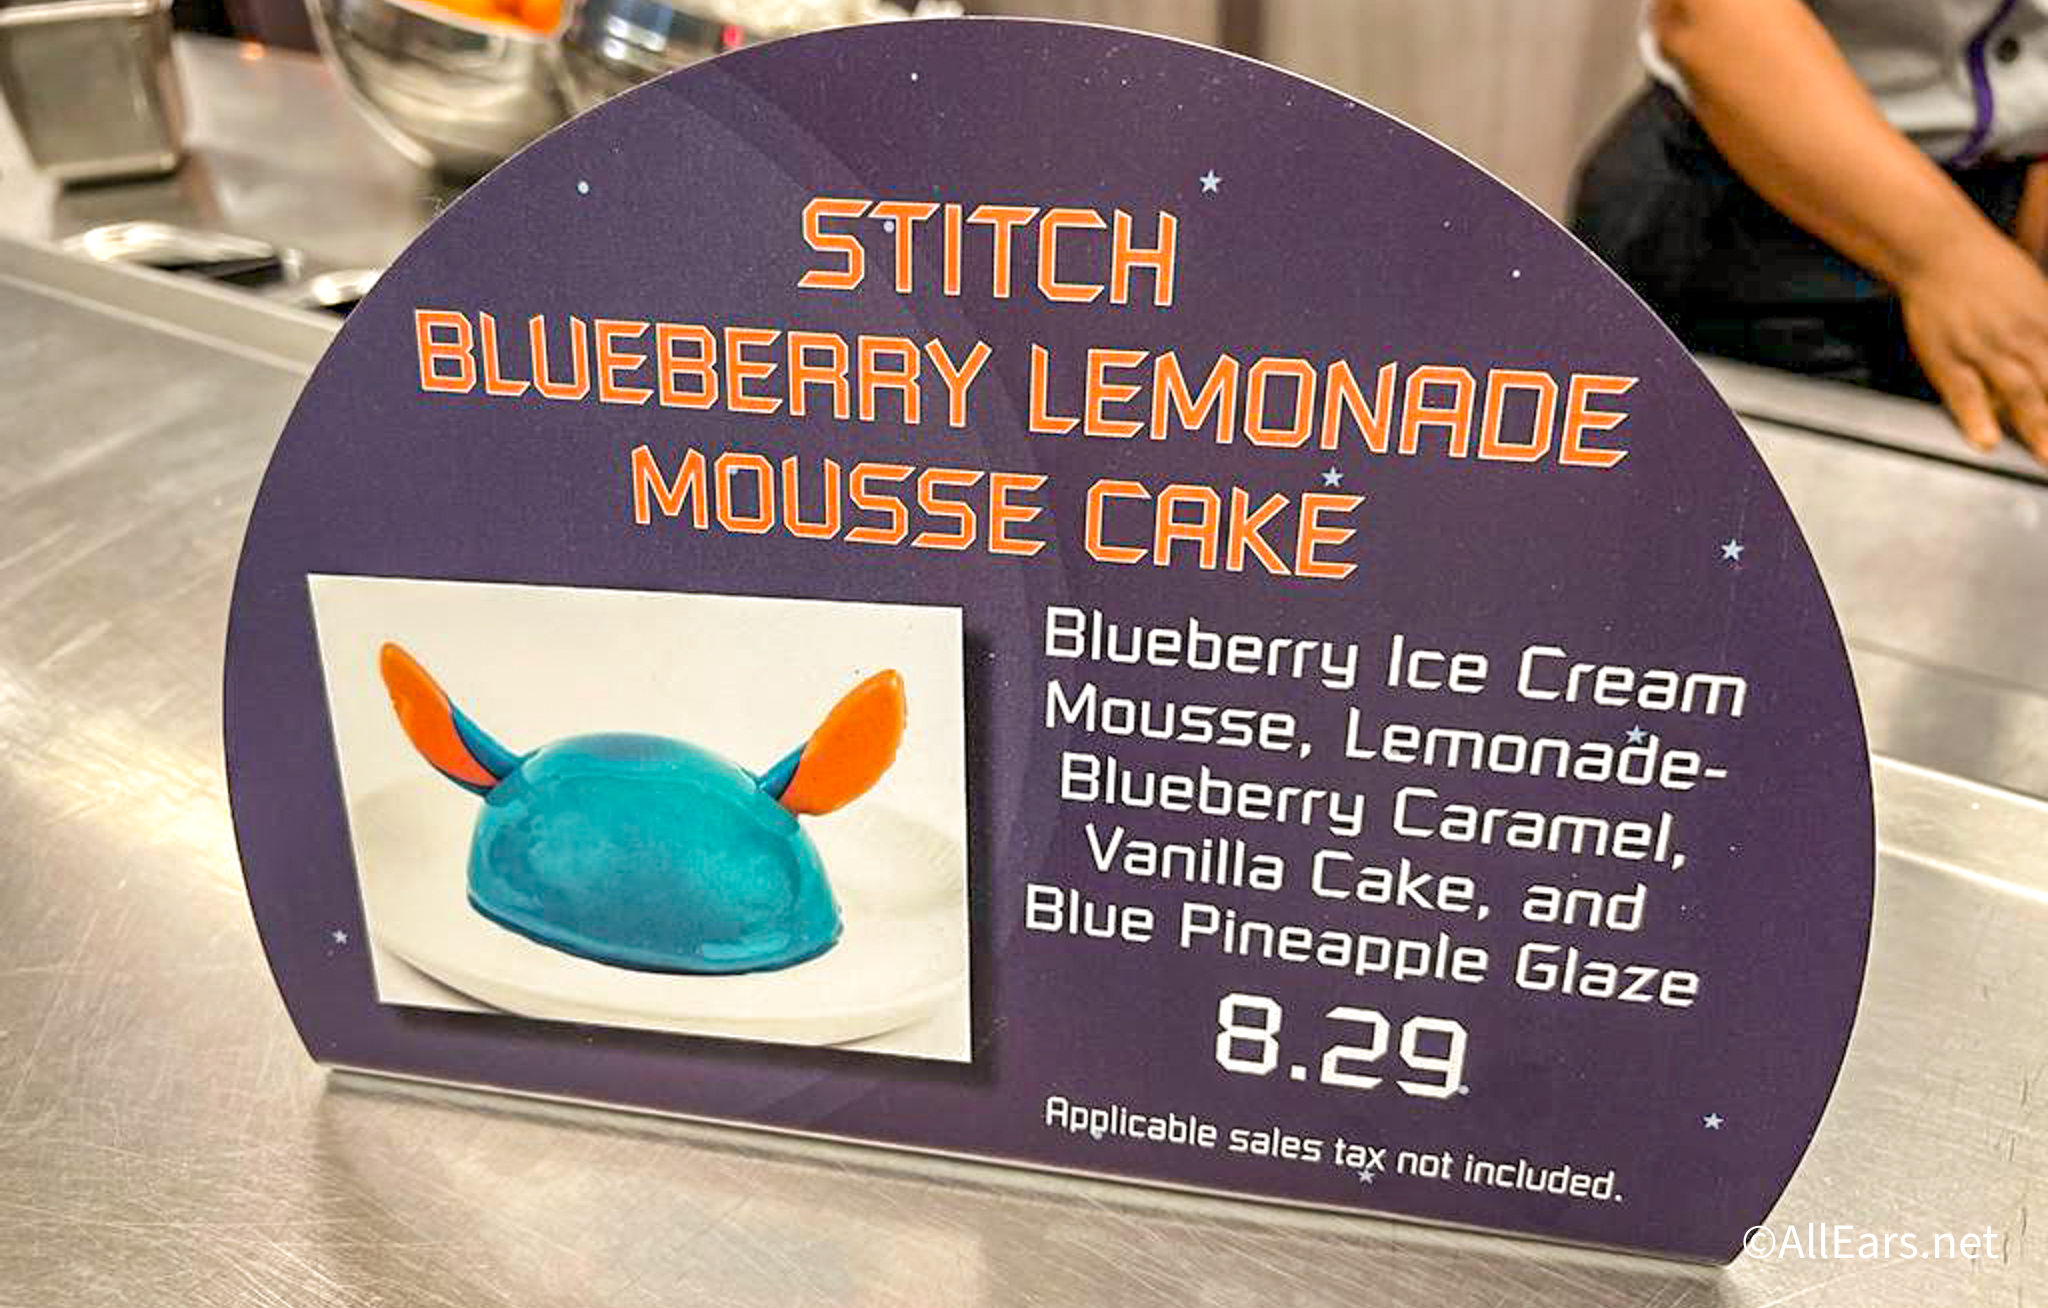 STITCH
BLUEBERRY LEMONADE
MOUSSE CAKE
Blueberry Ice Cream
Mousse, Lemonade-
Blueberry Caramel,
Vanilla Cake, and
Blue Pineapple Glaze
8.29
Applicable sales tax not included.
©AllEars.net